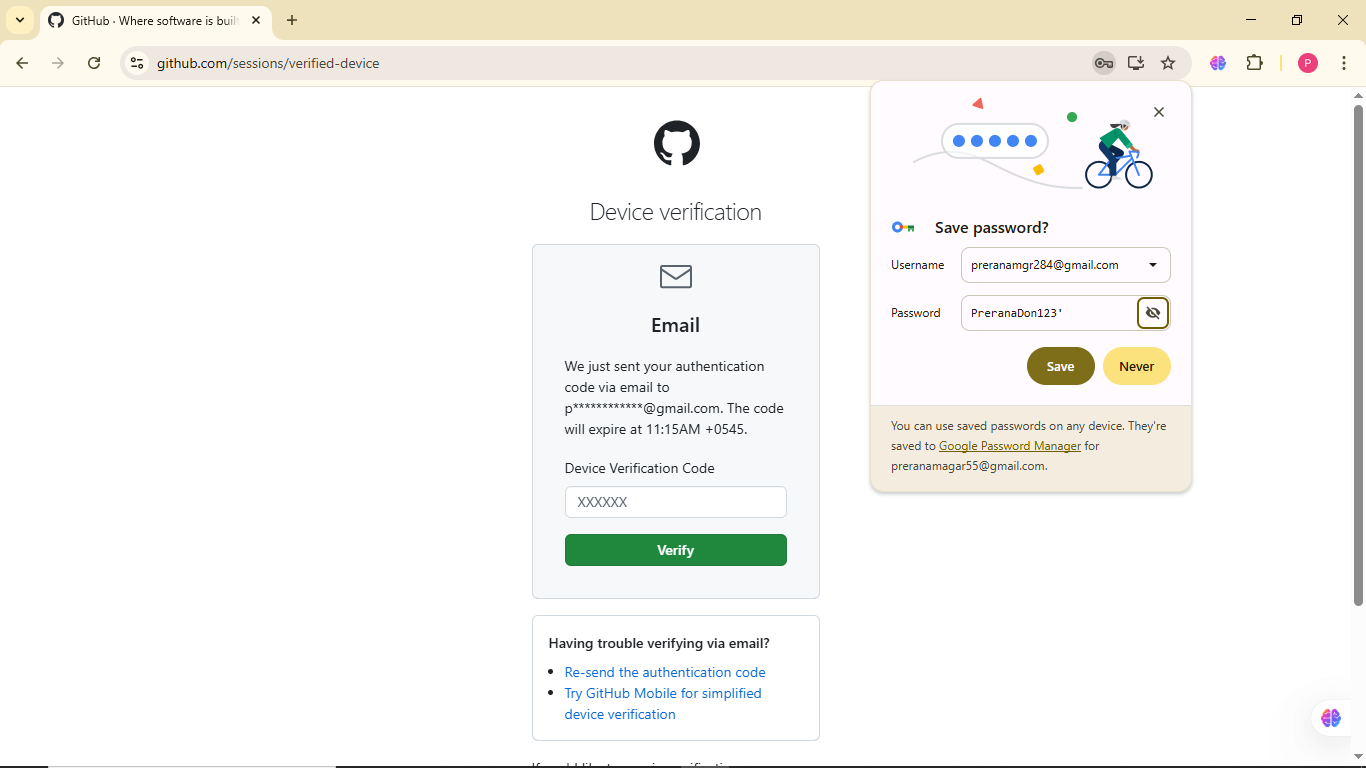 GitHub · Where software is built
github.com/sessions/verified-device
P
Device verification
Email
We just sent your authentication
code via email to
p************@gmail.com. The code
will expire at 11:15AM +0545.
Device Verification Code
XXXXXX
Verify
Having trouble verifying via email?
• Re-send the authentication code
• Try GitHub Mobile for simplified
device verification
Save password?
Username
preranamgr284@gmail.com
Password
PreranaDon123'
Save
Never
You can use saved passwords on any device. They're
saved to Google Password Manager for
preranamagar55@gmail.com.